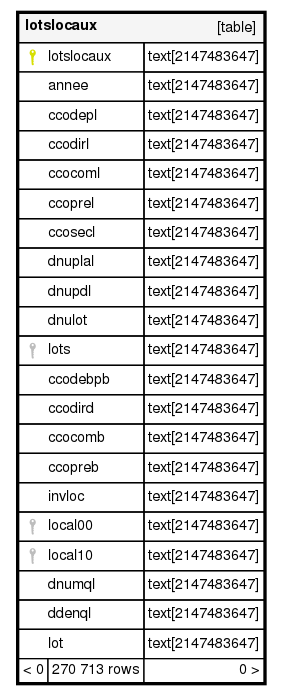 lotslocaux [table]
lotslocaux text[2147483647]
annee text[2147483647]
ccodepl text[2147483647]
ccodirl text[2147483647]
ccocoml text[2147483647]
ccoprel text[2147483647]
ccosecl text[2147483647]
dnuplal text[2147483647]
dnupdl text[2147483647]
dnulot text[2147483647]
lots text[2147483647]
ccodebpb text[2147483647]
ccodird text[2147483647]
ccocomb text[2147483647]
ccopreb text[2147483647]
invloc text[2147483647]
local00 text[2147483647]
local10 text[2147483647]
dnumql text[2147483647]
ddenql text[2147483647]
lot text[2147483647]
< 0 270 713 rows 0 >